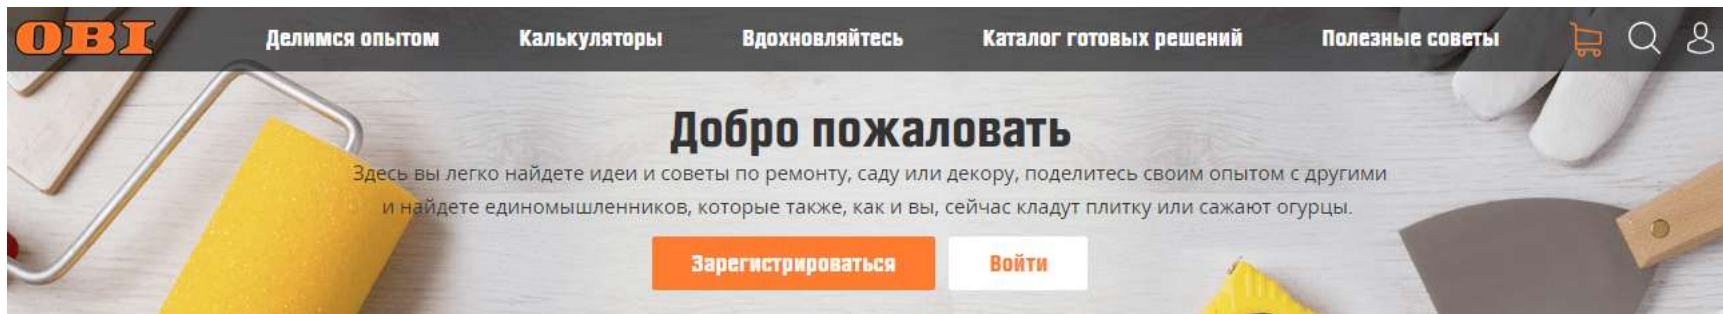 OBI
Делимся опытом
Калькуляторы
Вдохновляйтесь
Каталог готовых решений
Полезные советы
Добро пожаловать
Здесь вы легко найдете идеи и советы по ремонту, саду или декору, поделитесь своим опытом с другими
и найдете единомышленников, которые также, как и вы, сейчас кладут плитку или сажают огурцы.
Зарегистрироваться
Войти